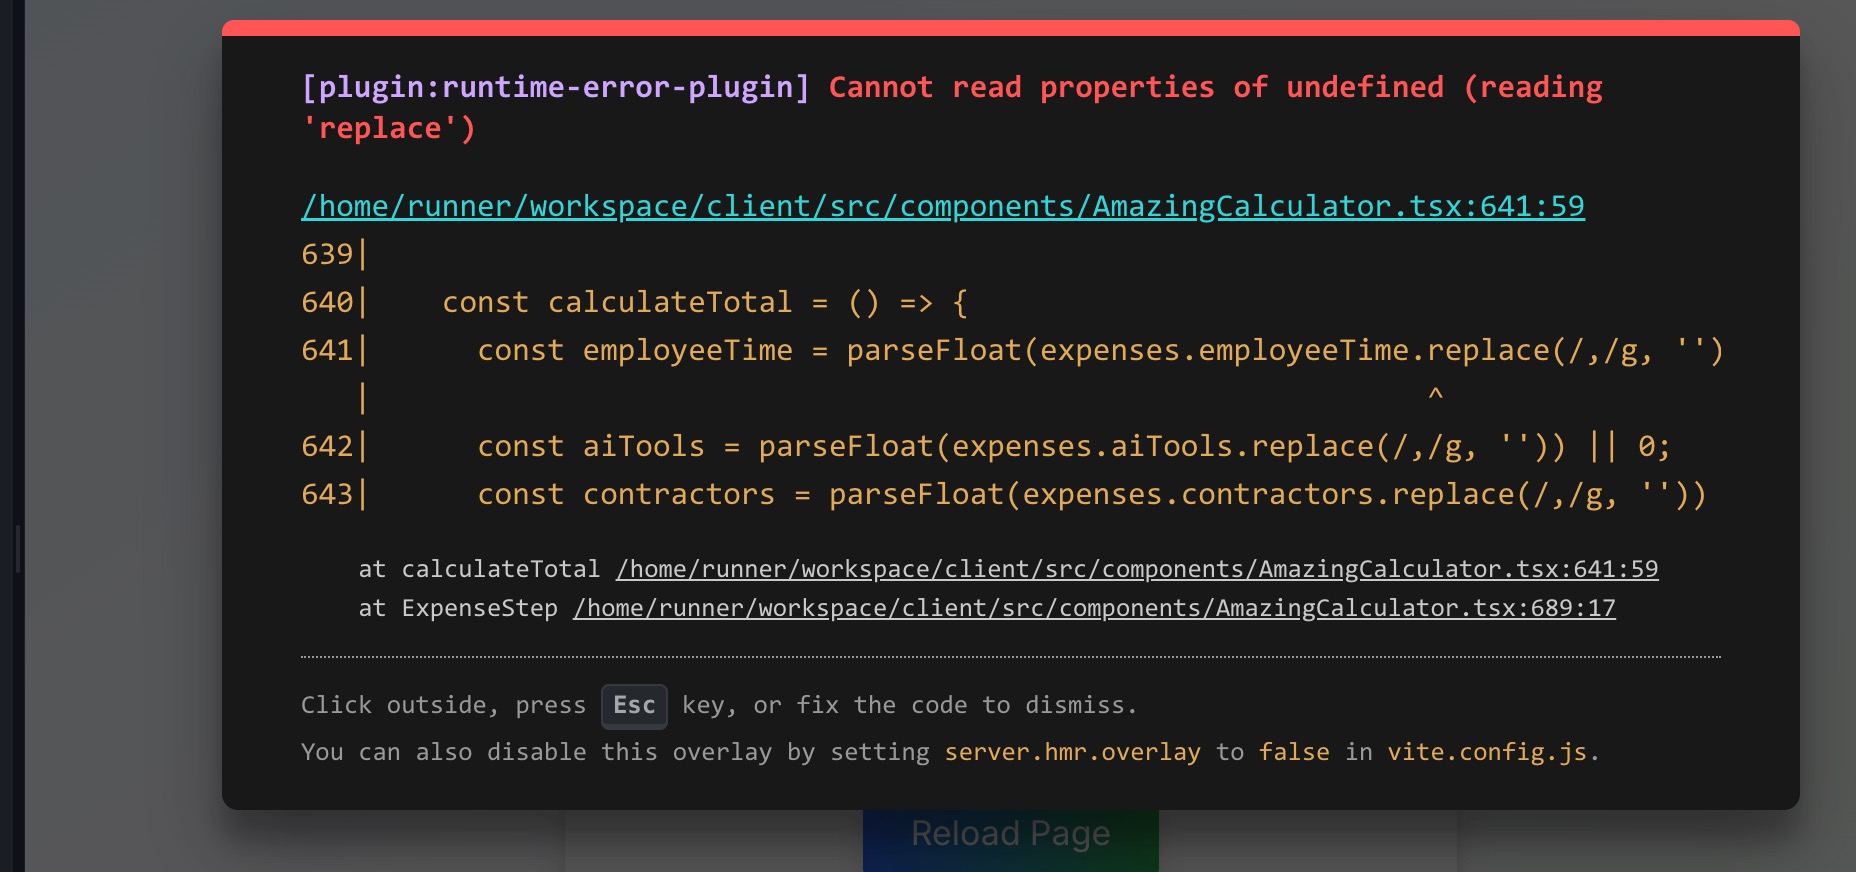 [plugin:runtime-error-plugin] Cannot read properties of undefined (reading
'replace')
/home/runner/workspace/client/src/components/AmazingCalculator.tsx:641:59
639|
640|    const calculateTotal = () => {
641|      const employeeTime = parseFloat(expenses.employeeTime.replace(/,/g, '')
   |                                                            ^
642|      const aiTools = parseFloat(expenses.aiTools.replace(/,/g, '')) || 0;
643|      const contractors = parseFloat(expenses.contractors.replace(/,/g, ''))
at calculateTotal /home/runner/workspace/client/src/components/AmazingCalculator.tsx:641:59
at ExpenseStep /home/runner/workspace/client/src/components/AmazingCalculator.tsx:689:17
Click outside, press Esc key, or fix the code to dismiss.
You can also disable this overlay by setting server.hmr.overlay to false in vite.config.js.
Reload Page